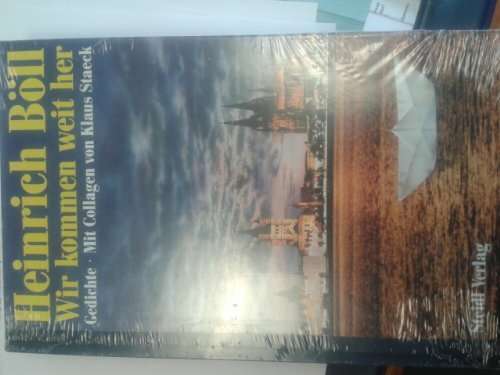 Heinrich Böll
Wir kommen weit her
Gedichte · Mit Collagen von Klaus Staeck
Steidl Verlag